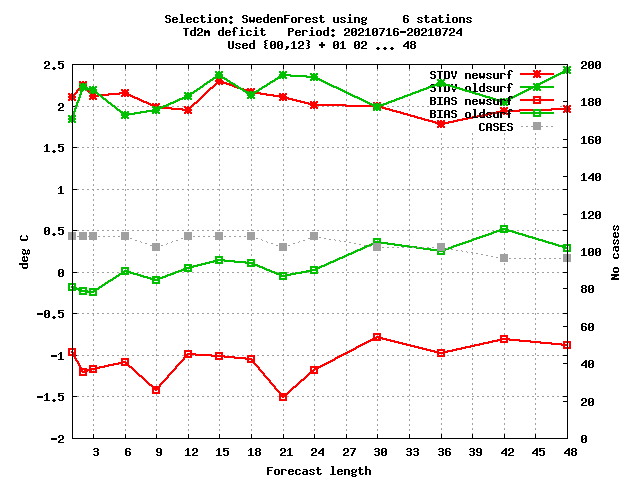 Selection: SwedenForest using     6 stations
Td2m deficit   Period: 20210716-20210724
Used {00,12} + 01 02 ... 48
2.5
2
1.5
1
0.5
0
-0.5
-1
-1.5
-2
deg C
STDV newsurf
STDV oldsurf
BIAS newsurf
BIAS oldsurf
CASES
200
180
160
140
120
100
80
60
40
20
0
No cases
3 6 9 12 15 18 21 24 27 30 33 36 39 42 45 48
Forecast length